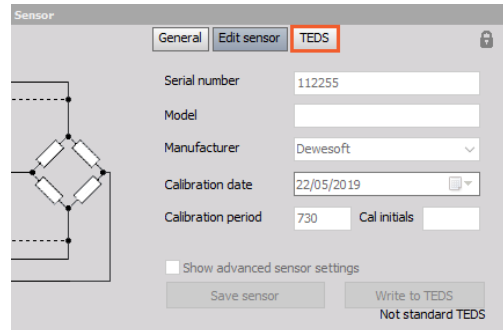 Sensor
General Edit sensor TEDS
Serial number 112255
Model
Manufacturer Dewesoft
Calibration date 22/05/2019
Calibration period 730 Cal initials
Show advanced sensor settings
Save sensor Write to TEDS
Not standard TEDS